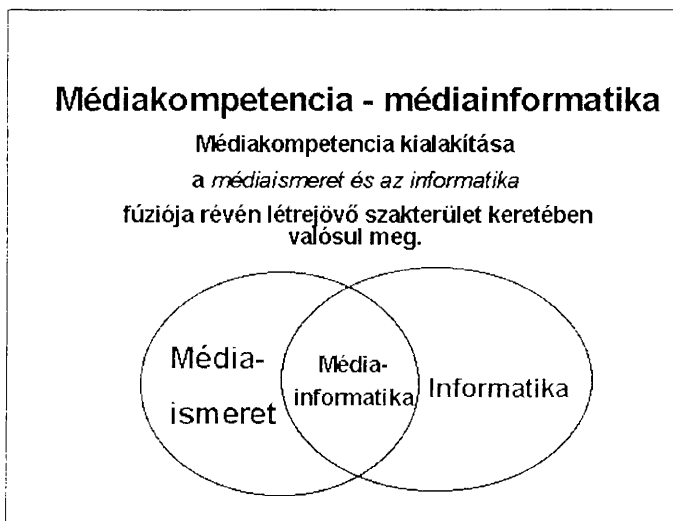 Médiakompetencia - médiainformatika
Médiakompetencia kialakítása
a médiaismeret és az informatika
fúziója révén létrejövő szakterület keretében
valósul meg.
Média-
ismeret
Média-
informatika
Informatika